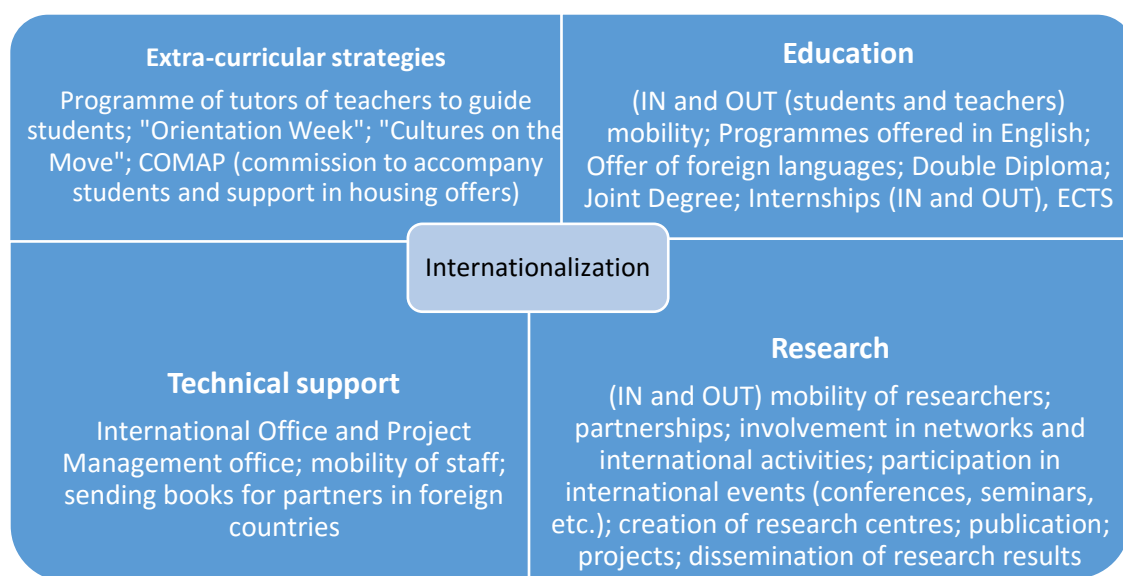 Extra-curricular strategies
Programme of tutors of teachers to guide
students; "Orientation Week"; "Cultures on the
Move"; COMAP (commission to accompany
students and support in housing offers)
Education
(IN and OUT (students and teachers)
mobility; Programmes offered in English;
Offer of foreign languages; Double Diploma;
Joint Degree; Internships (IN and OUT), ECTS
Internationalization
Technical support
International Office and Project
Management office; mobility of staff;
sending books for partners in foreign
countries
Research
(IN and OUT) mobility of researchers;
partnerships; involvement in networks and
international activities; participation in
international events (conferences, seminars,
etc.); creation of research centres; publication;
projects; dissemination of research results